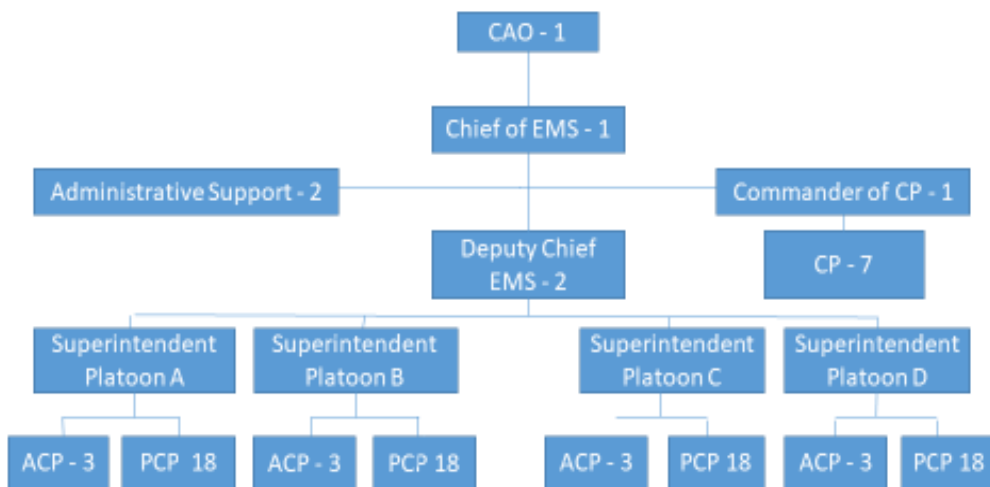 CAO - 1
Chief of EMS - 1
Administrative Support - 2
Commander of CP - 1
Deputy Chief
EMS - 2
CP - 7
Superintendent
Platoon A
Superintendent
Platoon B
Superintendent
Platoon C
Superintendent
Platoon D
ACP - 3
PCP 18
ACP - 3
PCP 18
ACP - 3
PCP 18
ACP - 3
PCP 18